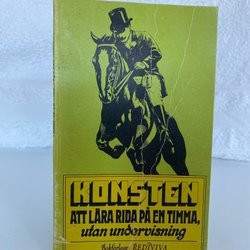 KONSTEN
ATT LÄRA RIDA PÅ EN TIMMA,
utan undervisning
Bokförlaget REDIVIVA